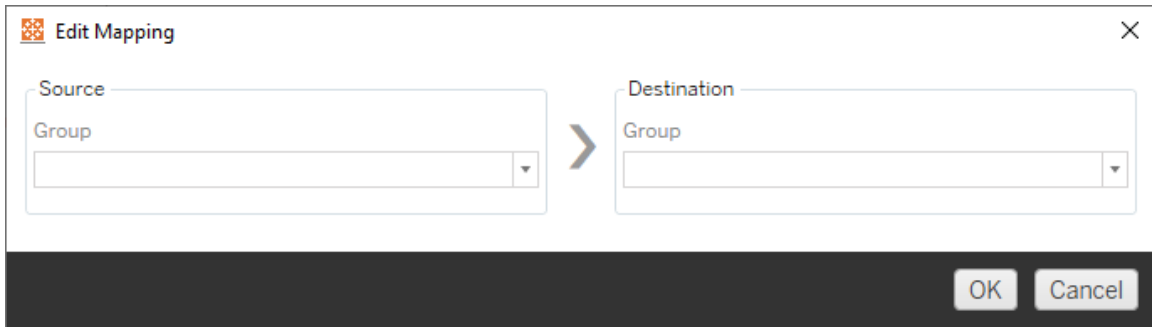 Edit Mapping
Source
Group
Destination
Group
OK
Cancel